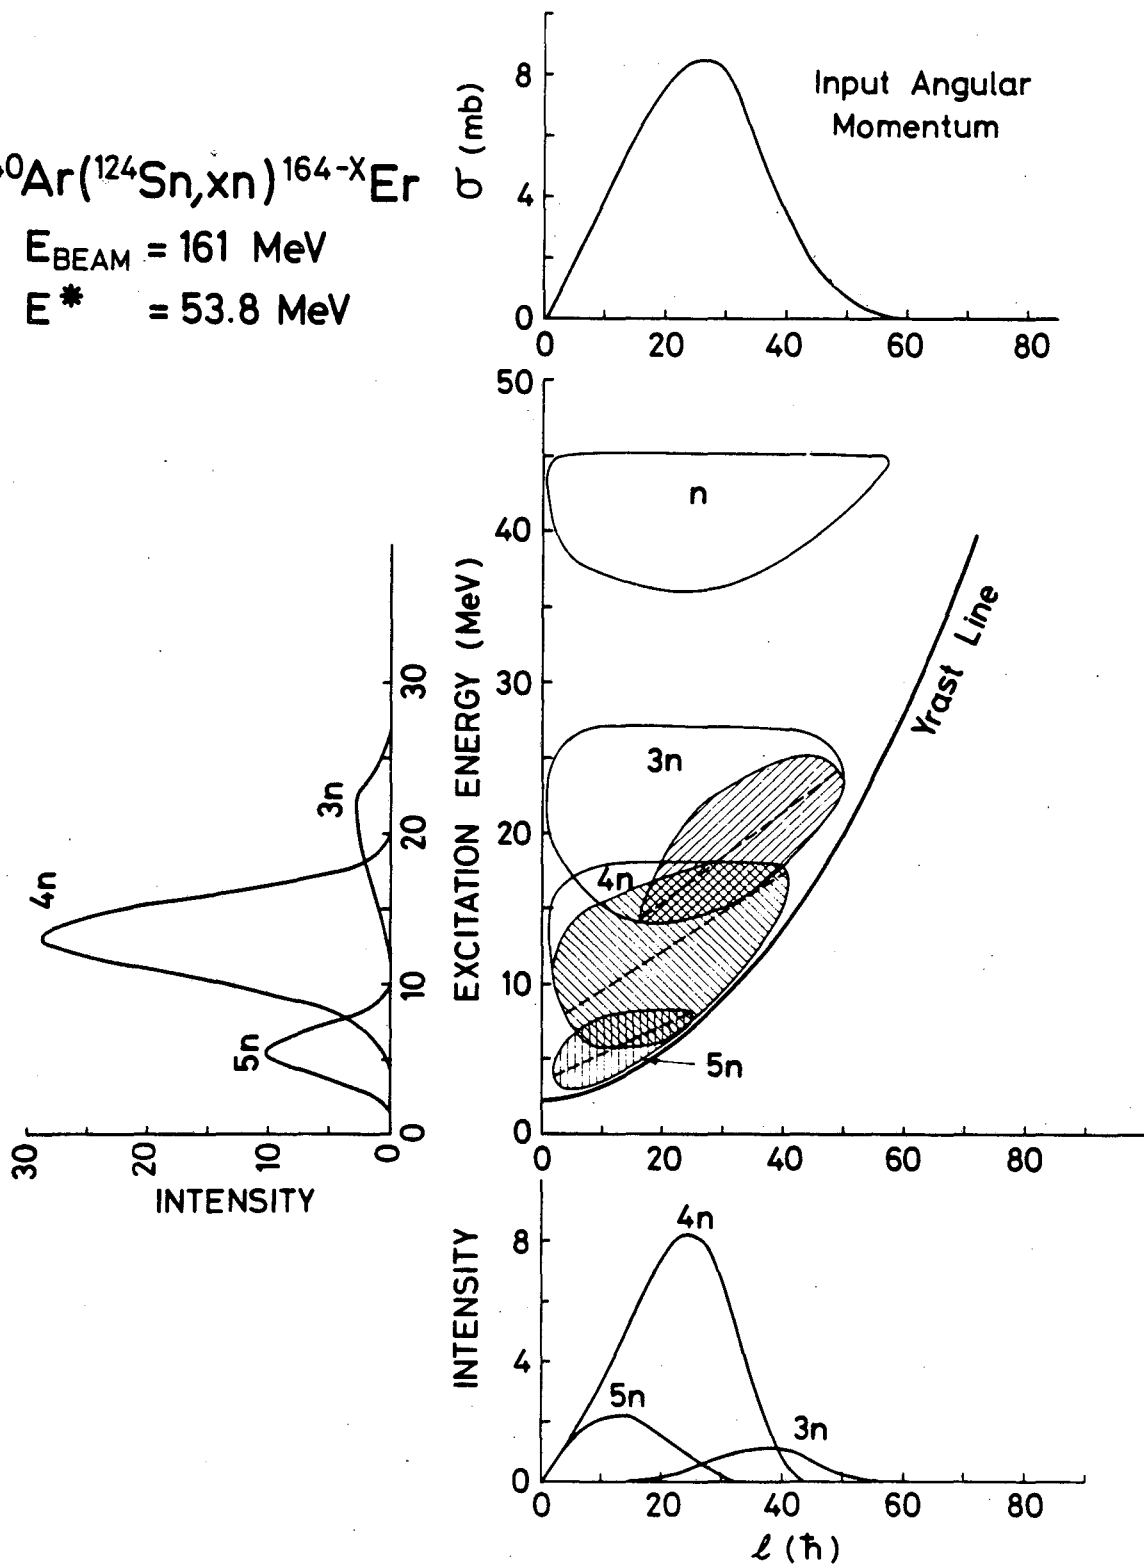 ⁴⁰Ar(¹²⁴Sn,xn)¹⁶⁴⁻ˣEr
E_BEAM = 161 MeV
E* = 53.8 MeV
σ (mb)
8
4
0
Input Angular
Momentum
0 20 40 60 80
EXCITATION ENERGY (MeV)
50
40
30
20
10
0
n
3n
4n
5n
Yrast Line
0 20 40 60 80
30
20
10
0
3n
4n
5n
30 20 10 0
INTENSITY
INTENSITY
8
4
0
4n
5n
3n
0 20 40 60 80
ℓ (ħ)